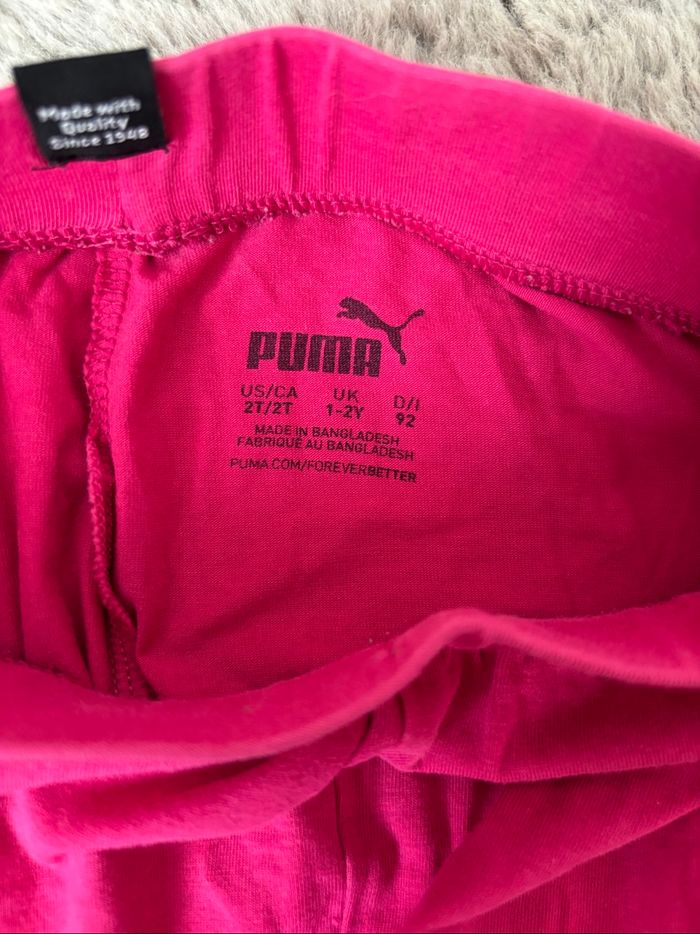 Made with
Quality
Since 1948
PUMA
US/CA UK D/I
2T/2T 1-2Y 92
MADE IN BANGLADESH
FABRIQUÉ AU BANGLADESH
PUMA.COM/FOREVERBETTER